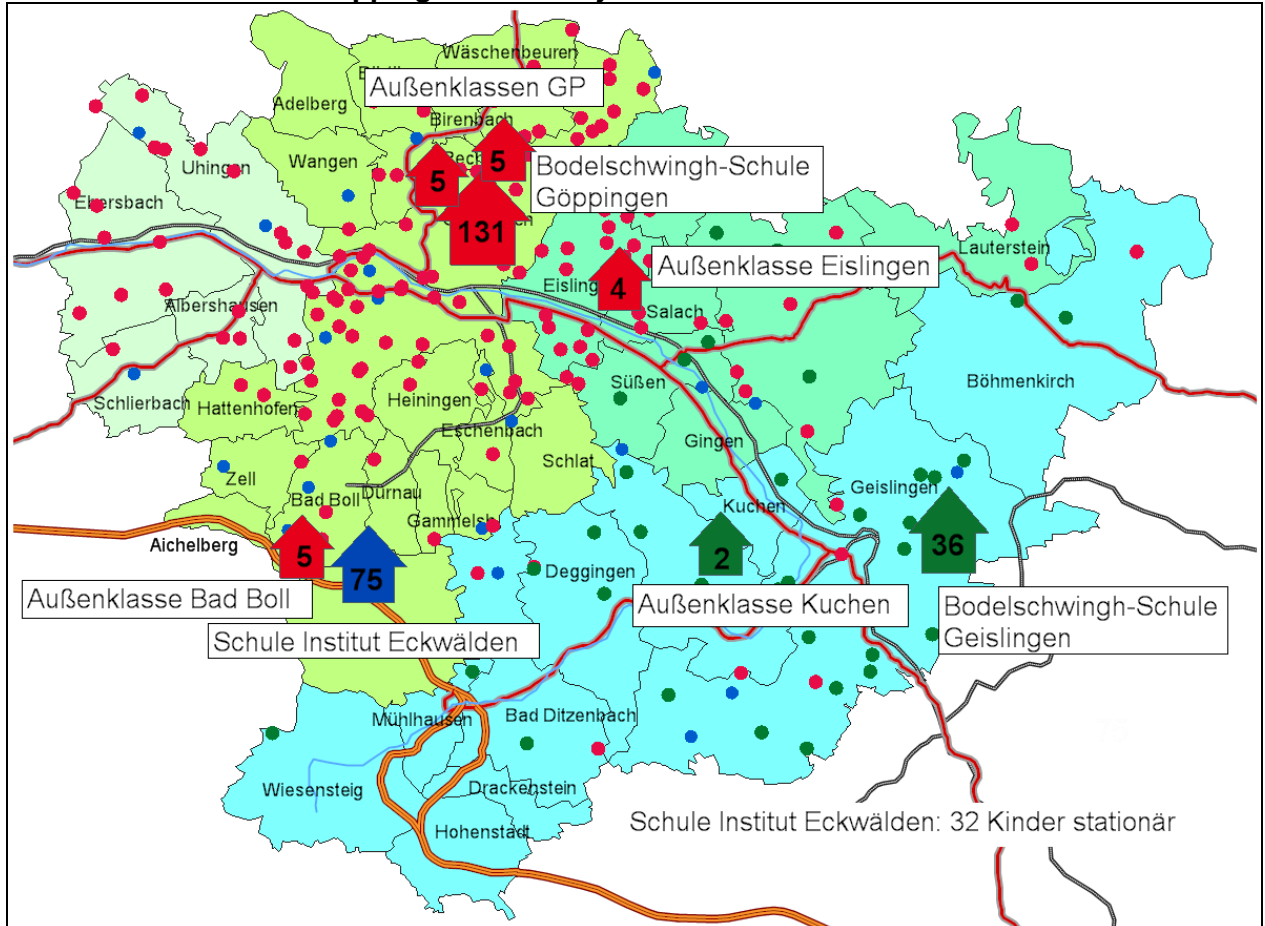 Wäschenbeuren
Außenklassen GP
Adelberg
Birenbach
Wangen
Uhingen
5
5
Bodelschwingh-Schule
Göppingen
Ebersbach
131
Außenklasse Eislingen
Lauterstein
4
Salach
Albershausen
Süßen
Böhmenkirch
Schlierbach
Hattenhofen
Heiningen
Eschenbach
Gingen
Schlat
Zell
Bad Boll
Dürnau
Geislingen
Kuchen
Gammelsh
Aichelberg
5
75
2
36
Deggingen
Außenklasse Bad Boll
Außenklasse Kuchen
Bodelschwingh-Schule
Geislingen
Schule Institut Eckwälden
Mühlhausen
Bad Ditzenbach
Wiesensteig
Drackenstein
Hohenstadt
Schule Institut Eckwälden: 32 Kinder stationär